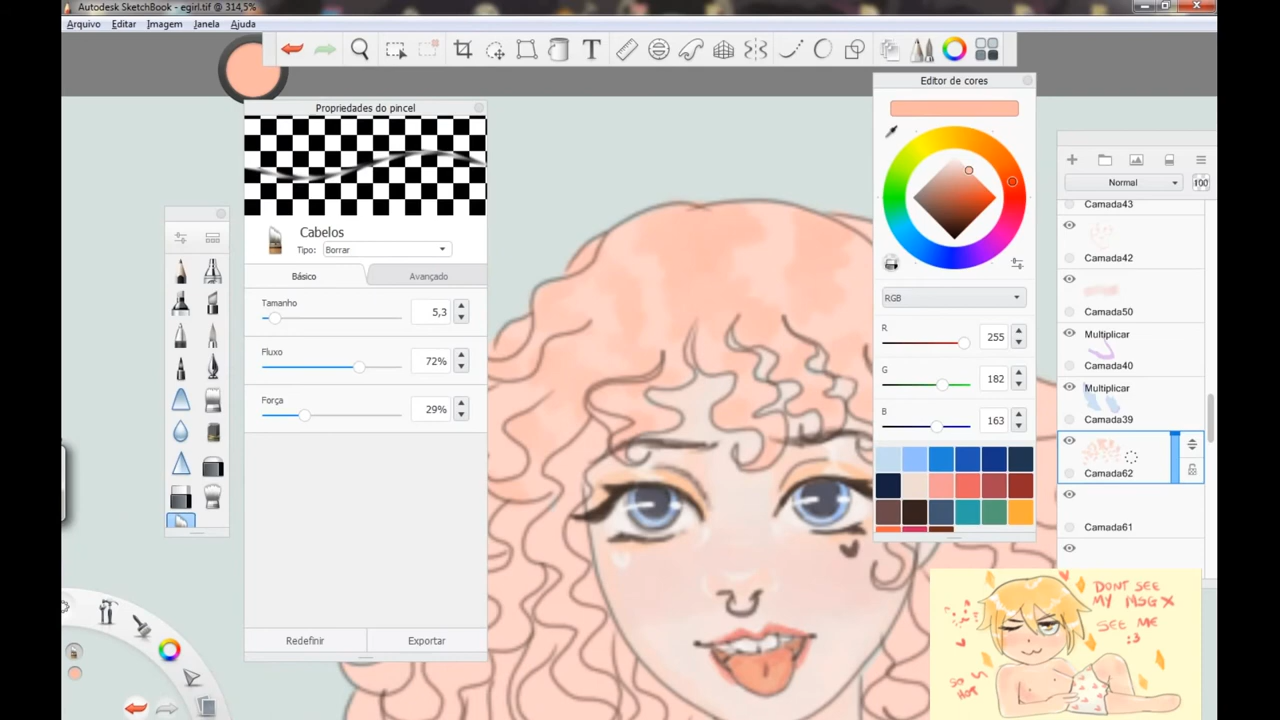 Autodesk SketchBook - egirl.tif @ 314,5%
Arquivo Editar Imagem Janela Ajuda
Propriedades do pincel
Cabelos
Tipo: Borrar
Básico Avançado
Tamanho
5,3
Fluxo
72%
Força
29%
Redefinir Exportar
Editor de cores
RGB
R 255
G 182
B 163
Normal 100
Camada43
Camada42
Camada50
Multiplicar
Camada40
Multiplicar
Camada39
Camada62
Camada61
DONT SEE
MY MSGX
SEE ME
:3
SO
HOT